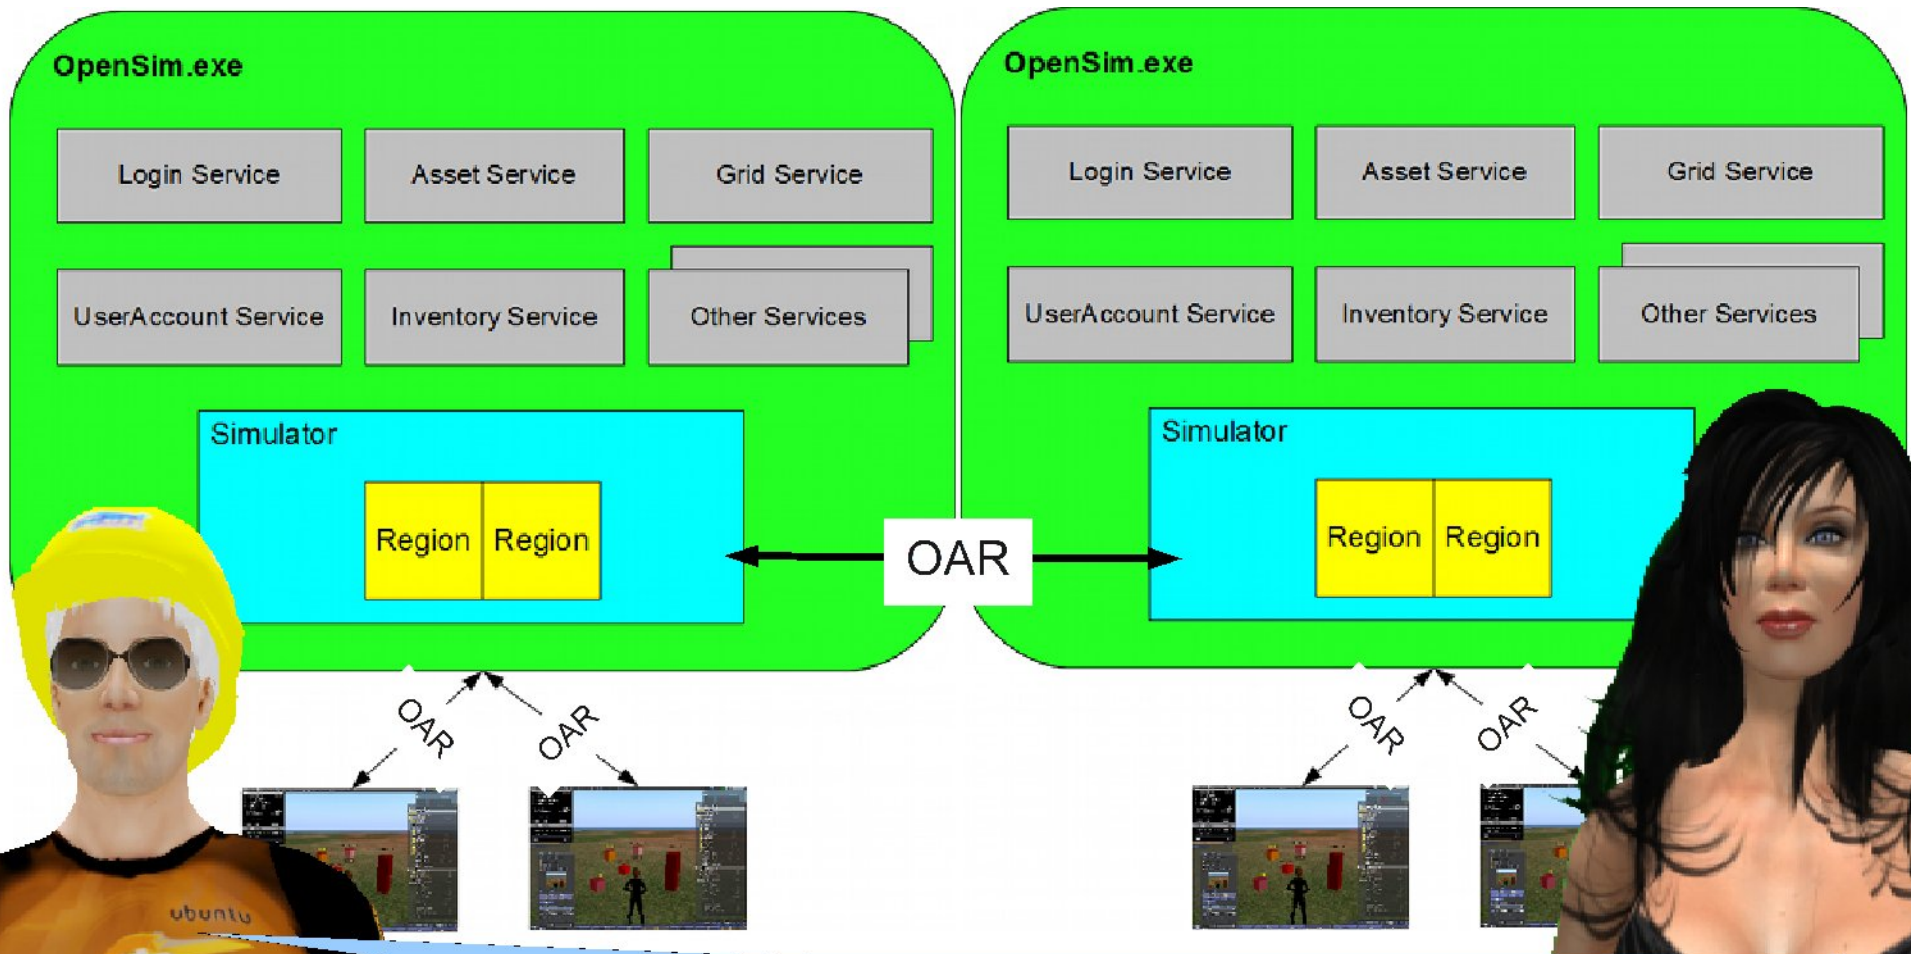 OpenSim.exe
Login Service
Asset Service
Grid Service
UserAccount Service
Inventory Service
Other Services
Simulator
Region
Region
OpenSim.exe
Login Service
Asset Service
Grid Service
UserAccount Service
Inventory Service
Other Services
Simulator
Region
Region
OAR
OAR
OAR
OAR
OAR
ubuntu